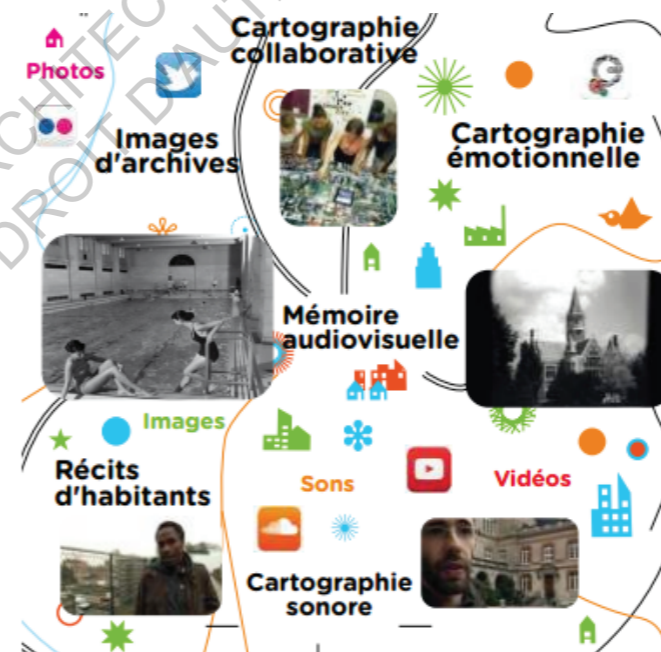 Cartographie
collaborative
Photos
Images
d'archives
Cartographie
émotionnelle
Mémoire
audiovisuelle
Images
Récits
d'habitants
Sons
Vidéos
Cartographie
sonore